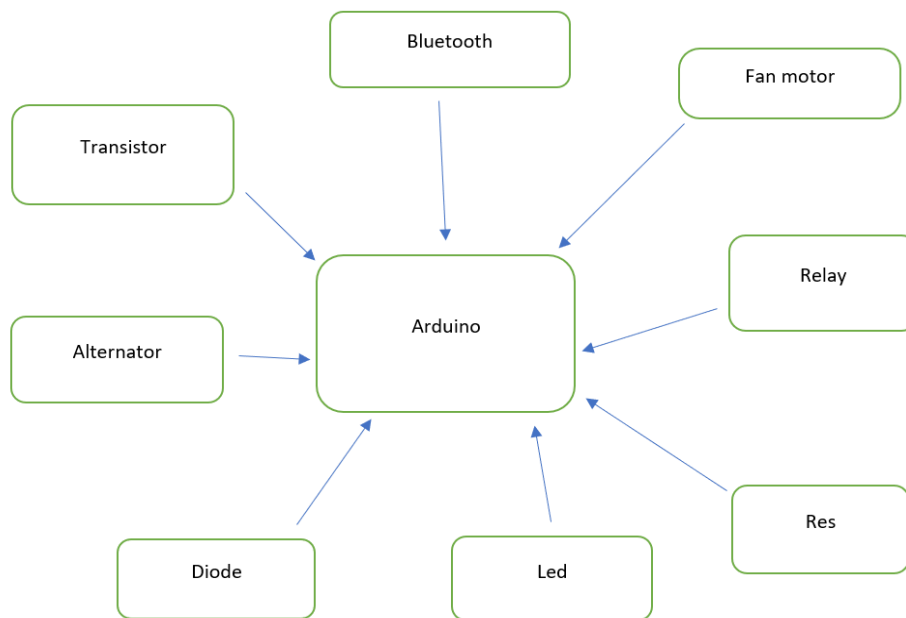 Bluetooth
Fan motor
Transistor
Relay
Arduino
Alternator
Res
Diode
Led